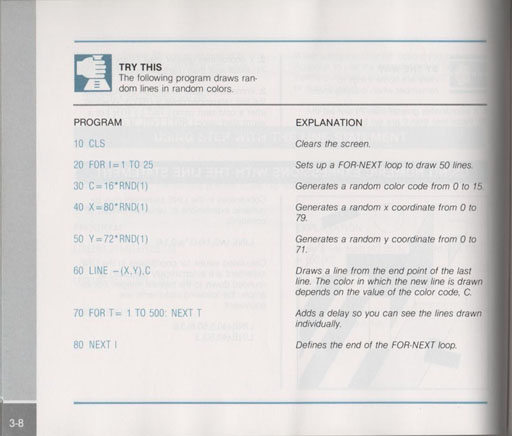 TRY THIS
The following program draws ran-
dom lines in random colors.
PROGRAM
EXPLANATION
10 CLS
Clears the screen.
20 FOR I=1 TO 25
Sets up a FOR-NEXT loop to draw 50 lines.
30 C=16*RND(1)
Generates a random color code from 0 to 15.
40 X=80*RND(1)
Generates a random x coordinate from 0 to
79.
50 Y=72*RND(1)
Generates a random y coordinate from 0 to
71.
60 LINE -(X,Y),C
Draws a line from the end point of the last
line. The color in which the new line is drawn
depends on the value of the color code, C.
70 FOR T= 1 TO 500: NEXT T
Adds a delay so you can see the lines drawn
individually.
80 NEXT I
Defines the end of the FOR-NEXT loop.
3-8